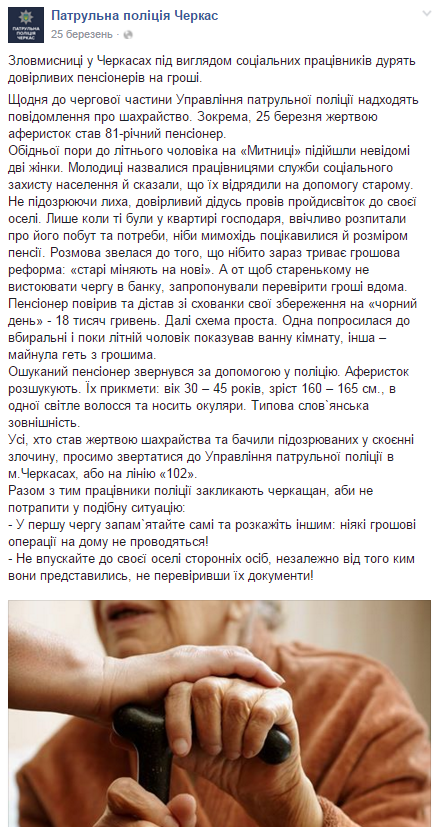 Патрульна поліція Черкас
25 березень ·
ПАТРУЛЬНА
ПОЛІЦІЯ
ЧЕРКАС
Зловмисниці у Черкасах під виглядом соціальних працівників дурять
довірливих пенсіонерів на гроші.
Щодня до чергової частини Управління патрульної поліції надходять
повідомлення про шахрайство. Зокрема, 25 березня жертвою
аферисток став 81-річний пенсіонер.
Обідньої пори до літнього чоловіка на «Митниці» підійшли невідомі
дві жінки. Молодиці назвалися працівницями служби соціального
захисту населення й сказали, що їх відрядили на допомогу старому.
Не підозрюючи лиха, довірливий дідусь провів пройдисвіток до своєї
оселі. Лише коли ті були у квартирі господаря, ввічливо розпитали
про його побут та потреби, ніби мимохідь поцікавилися й розміром
пенсії. Розмова звелася до того, що нібито зараз триває грошова
реформа: «старі міняють на нові». А от щоб старенькому не
вистоювати чергу в банку, запропонували перевірити гроші вдома.
Пенсіонер повірив та дістав зі схованки свої збереження на «чорний
день» - 18 тисяч гривень. Далі схема проста. Одна попросилася до
вбиральні і поки літній чоловік показував ванну кімнату, інша –
майнула геть з грошима.
Ошуканий пенсіонер звернувся за допомогою у поліцію. Аферисток
розшукують. Їх прикмети: вік 30 – 45 років, зріст 160 – 165 см., в
одної світле волосся та носить окуляри. Типова слов`янська
зовнішність.
Усі, хто став жертвою шахрайства та бачили підозрюваних у скоєнні
злочину, просимо звертатися до Управління патрульної поліції в
м.Черкасах, або на лінію «102».
Разом з тим працівники поліції закликають черкащан, аби не
потрапити у подібну ситуацію:
- У першу чергу запам`ятайте самі та розкажіть іншим: ніякі грошові
операції на дому не проводяться!
- Не впускайте до своєї оселі сторонніх осіб, незалежно від того ким
вони представились, не перевіривши їх документи!